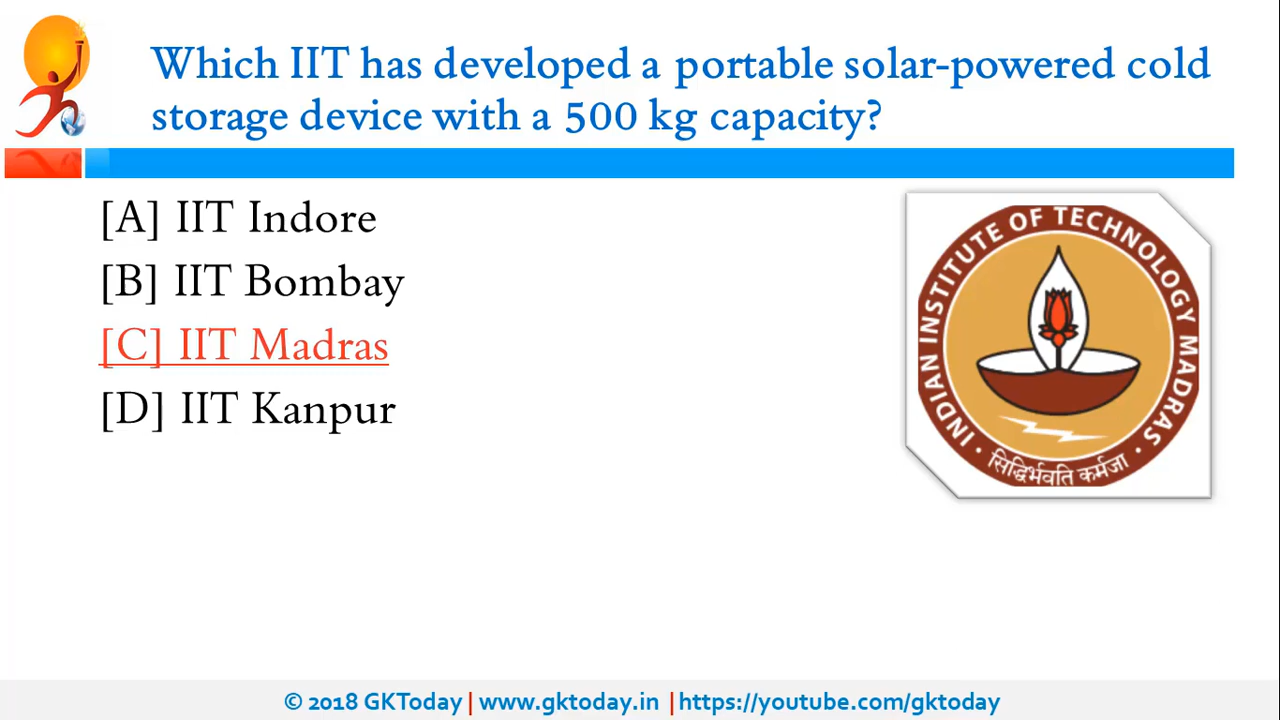 Which IIT has developed a portable solar-powered cold
storage device with a 500 kg capacity?
[A] IIT Indore
[B] IIT Bombay
[C] IIT Madras
[D] IIT Kanpur
INDIAN INSTITUTE OF TECHNOLOGY MADRAS
सिद्धिर्भवति कर्मजा
© 2018 GKToday | www.gktoday.in | https://youtube.com/gktoday